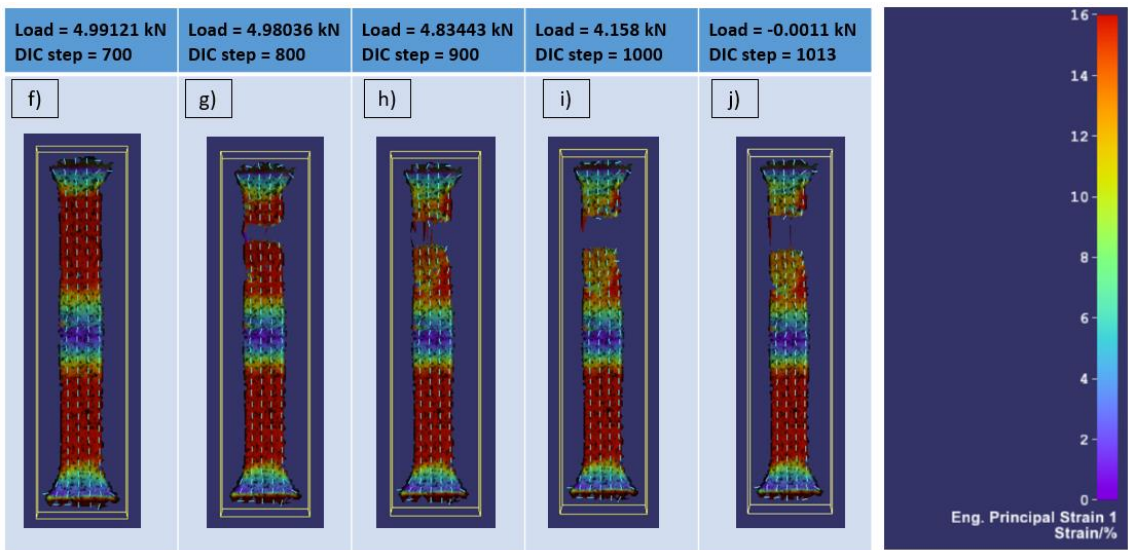 Load = 4.99121 kN
DIC step = 700
Load = 4.98036 kN
DIC step = 800
Load = 4.83443 kN
DIC step = 900
Load = 4.158 kN
DIC step = 1000
Load = -0.0011 kN
DIC step = 1013
f)
g)
h)
i)
j)
16
14
12
10
8
6
4
2
0
Eng. Principal Strain 1
Strain/%